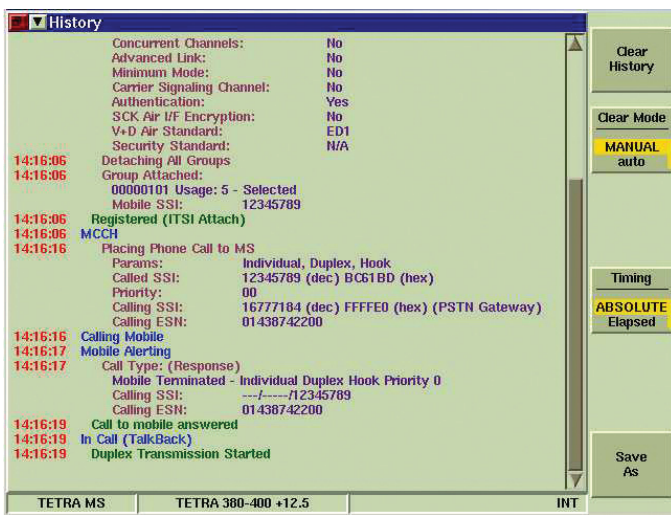 History
Concurrent Channels: No
Advanced Link: No
Minimum Mode: No
Carrier Signaling Channel: No
Authentication: Yes
SCK Air I/F Encryption: No
V+D Air Standard: ED1
Security Standard: N/A
14:16:06 Detaching All Groups
14:16:06 Group Attached:
00000101 Usage: 5 - Selected
Mobile SSI: 12345789
14:16:06 Registered (ITSI Attach)
14:16:06 MCCH
14:16:16 Placing Phone Call to MS
Params: Individual, Duplex, Hook
Called SSI: 12345789 (dec) BC61BD (hex)
Priority: 00
Calling SSI: 16777184 (dec) FFFFE0 (hex) (PSTN Gateway)
Calling ESN: 01438742200
14:16:16 Calling Mobile
14:16:17 Mobile Alerting
14:16:17 Call Type: (Response)
Mobile Terminated - Individual Duplex Hook Priority 0
Calling SSI: ---/-----/12345789
Calling ESN: 01438742200
14:16:19 Call to mobile answered
14:16:19 In Call (TalkBack)
14:16:19 Duplex Transmission Started
TETRA MS TETRA 380-400 +12.5 INT
Clear
History
Clear Mode
MANUAL
auto
Timing
ABSOLUTE
Elapsed
Save
As